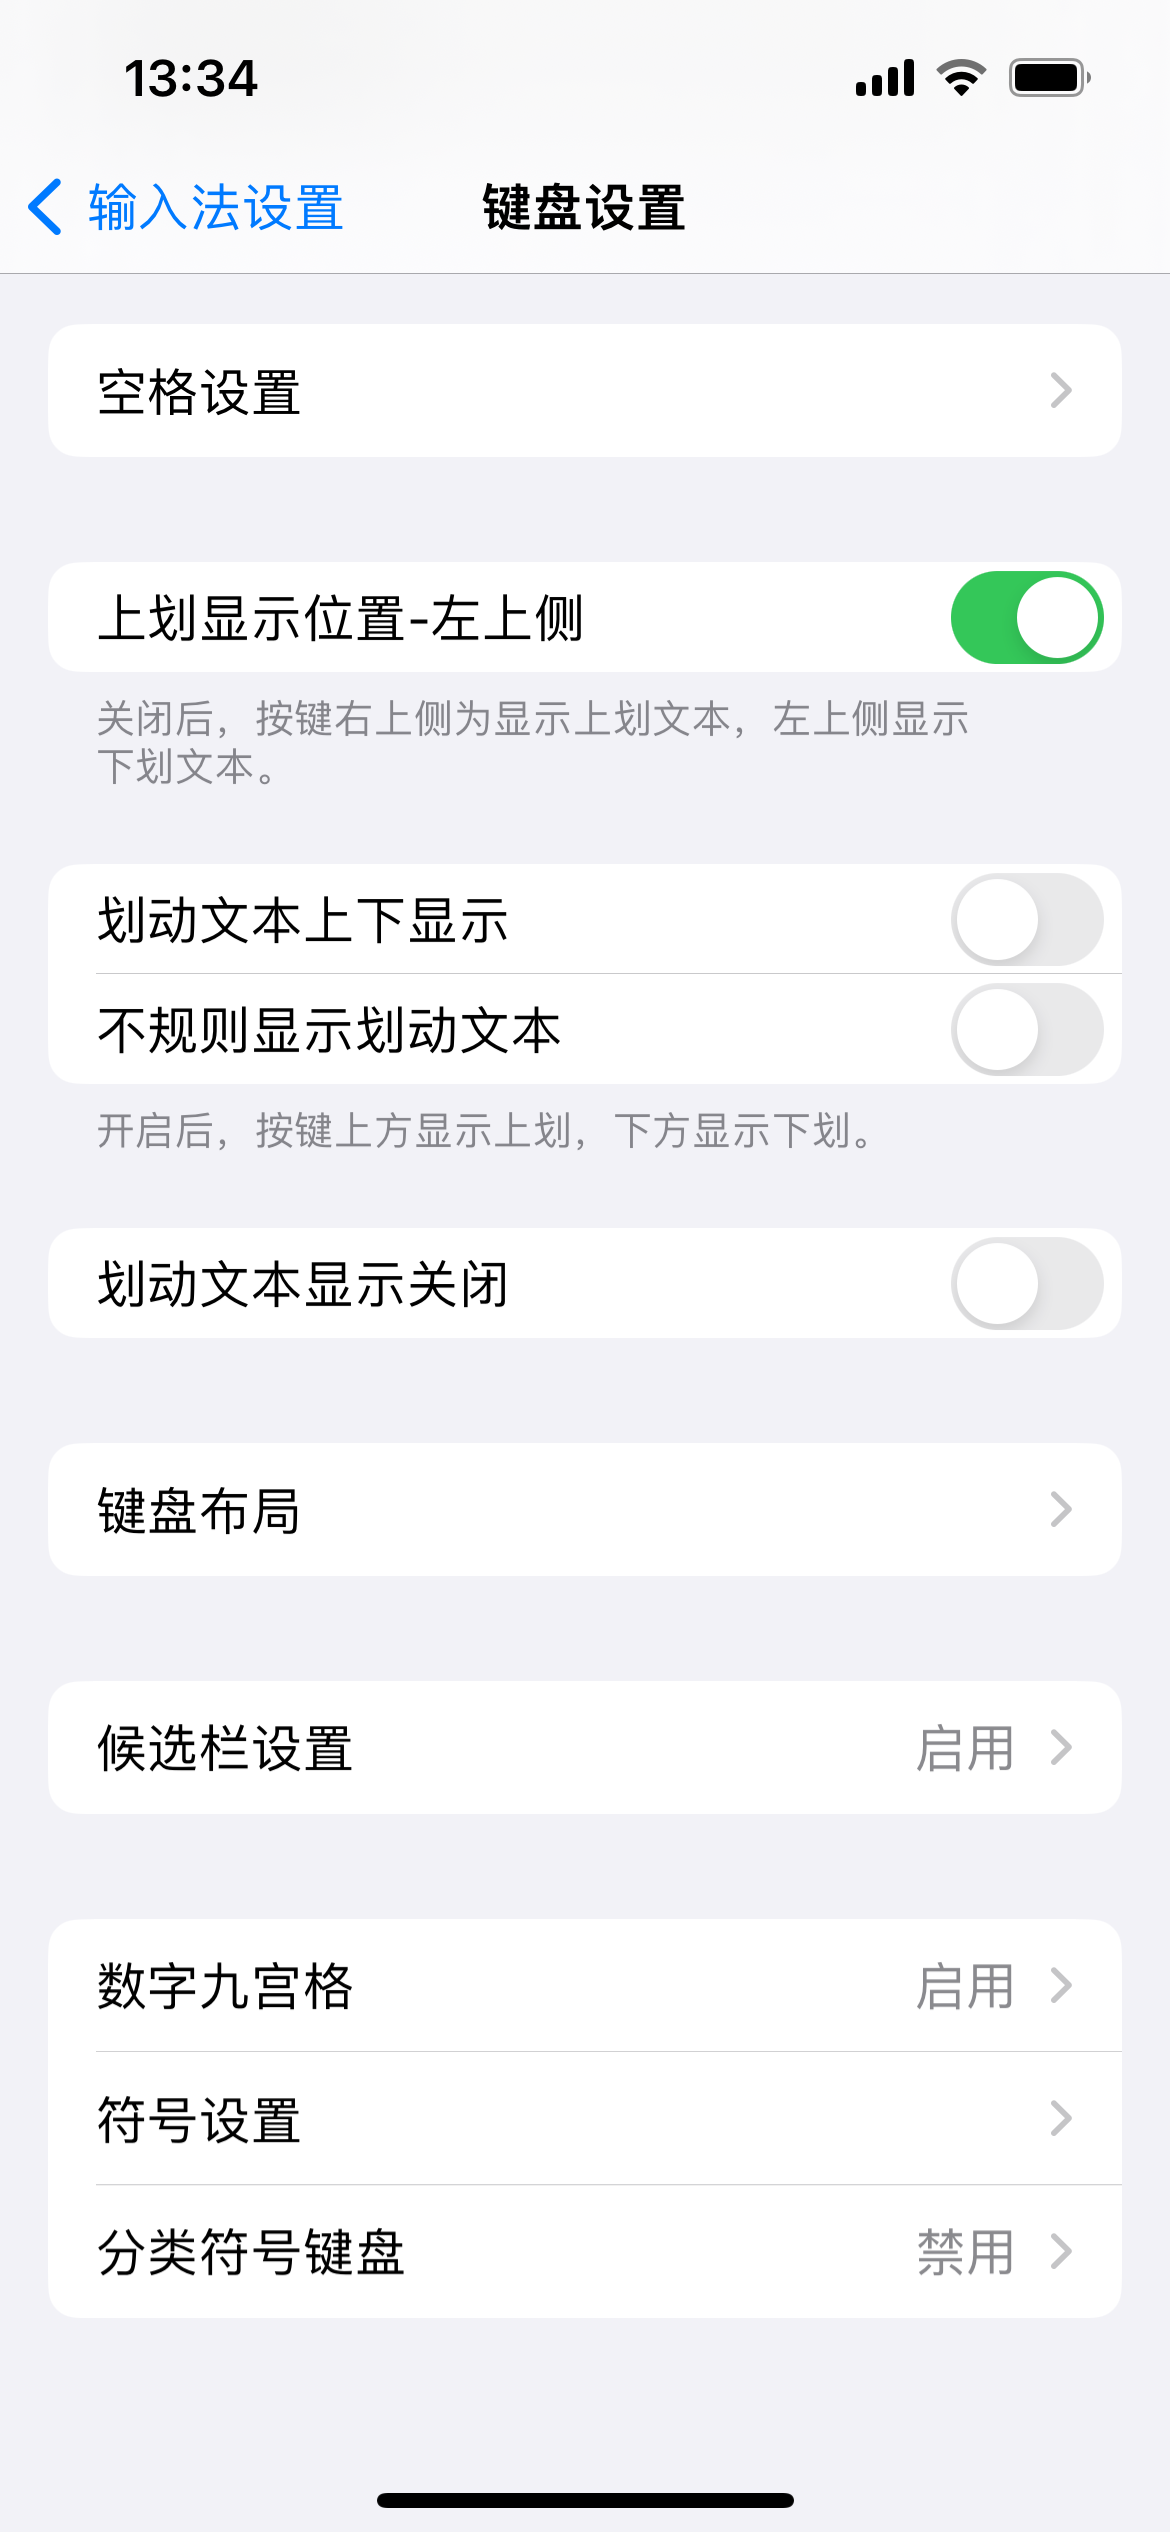 13:34
输入法设置 键盘设置
空格设置
上划显示位置-左上侧
关闭后，按键右上侧为显示上划文本，左上侧显示
下划文本。
划动文本上下显示
不规则显示划动文本
开启后，按键上方显示上划，下方显示下划。
划动文本显示关闭
键盘布局
候选栏设置 启用
数字九宫格 启用
符号设置
分类符号键盘 禁用